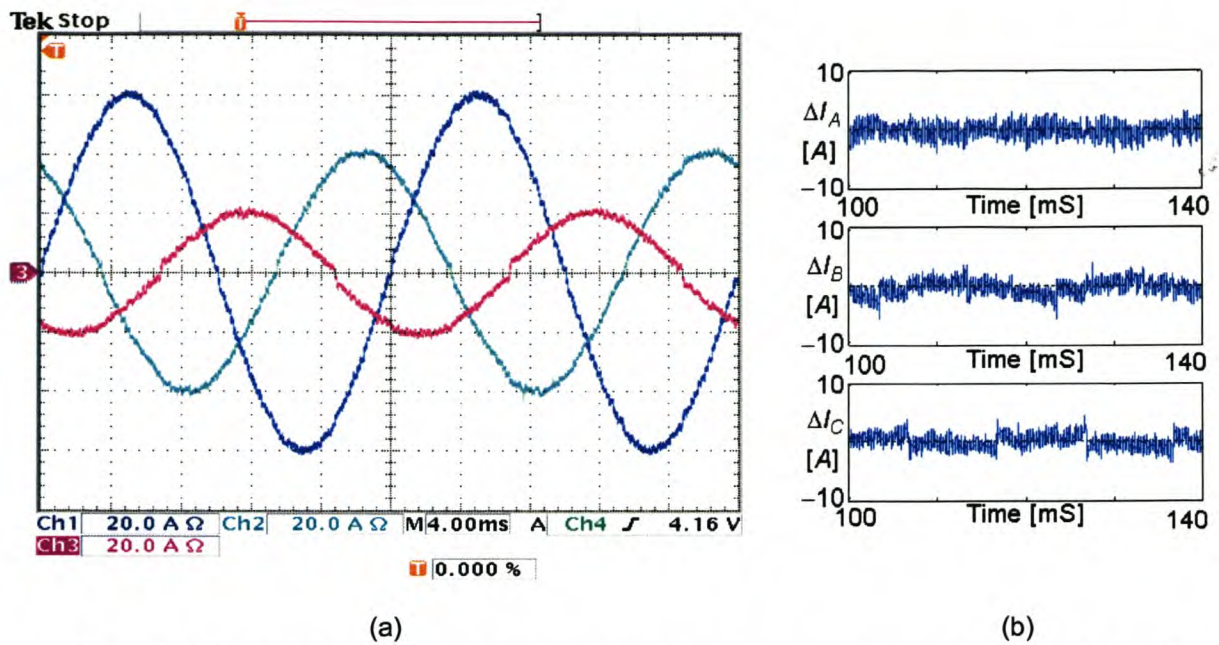 Tek Stop
T
T
3
Ch1 20.0 A Ω Ch2 20.0 A Ω M 4.00ms A Ch4 ʃ 4.16 V
Ch3 20.0 A Ω
T 0.000 %
(a)
10
ΔI_A
[A]
−10
100 Time [mS] 140
10
ΔI_B
[A]
−10
100 Time [mS] 140
10
ΔI_C
[A]
−10
100 Time [mS] 140
(b)